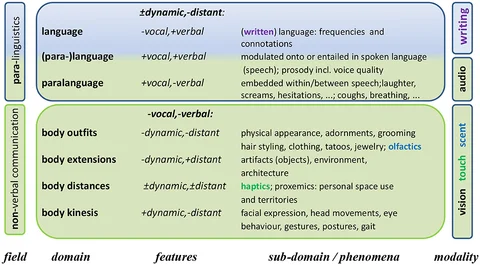 ±dynamic,-distant:
language -vocal,+verbal (written) language: frequencies and
connotations
(para-)language +vocal,+verbal modulated onto or entailed in spoken language
(speech); prosody incl. voice quality
paralanguage +vocal,-verbal embedded within/between speech;laughter,
screams, hesitations, ...; coughs, breathing, ...
para-linguistics
writing
audio
-vocal,-verbal:
body outfits -dynamic,-distant physical appearance, adornments, grooming
hair styling, clothing, tatoos, jewelry; olfactics
body extensions -dynamic,+distant artifacts (objects), environment,
architecture
body distances ±dynamic,±distant haptics; proxemics: personal space use
and territories
body kinesis +dynamic,-distant facial expression, head movements, eye
behaviour, gestures, postures, gait
non-verbal communication
vision touch scent
field domain features sub-domain / phenomena modality